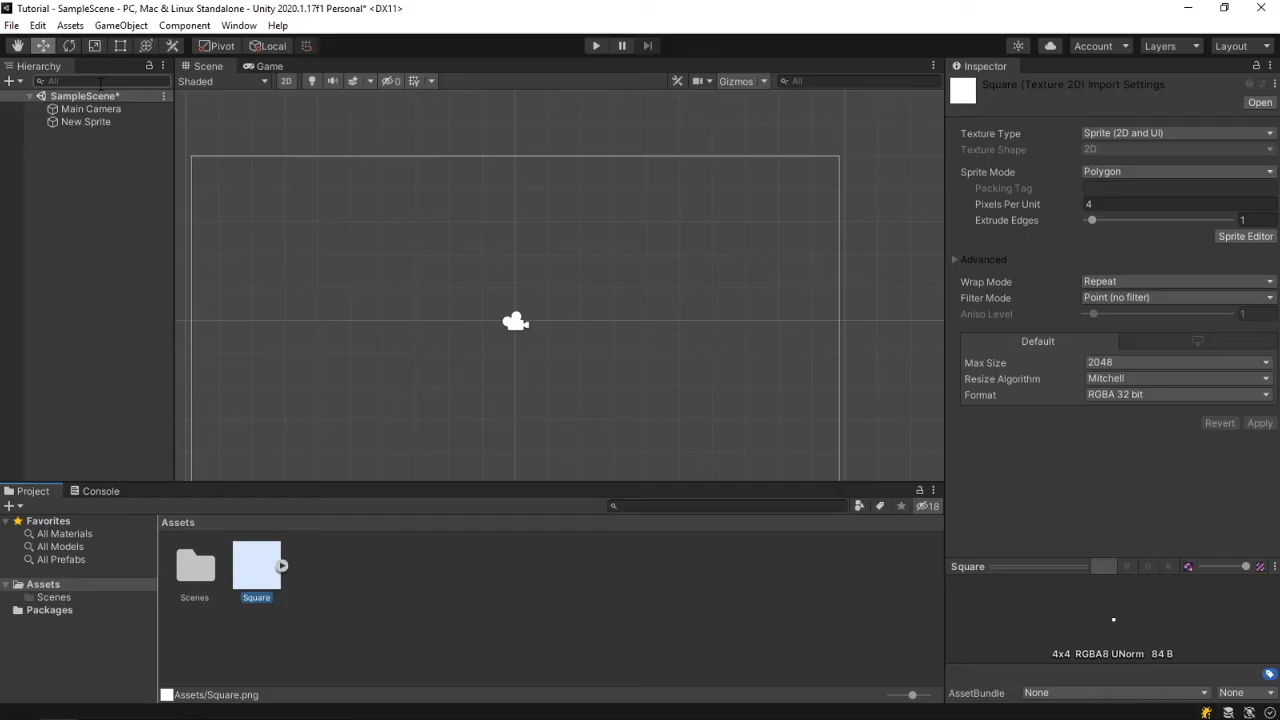 Tutorial - SampleScene - PC, Mac & Linux Standalone - Unity 2020.1.17f1 Personal* <DX11>
File Edit Assets GameObject Component Window Help
Pivot Local Account Layers Layout
Hierarchy
All
SampleScene*
Main Camera
New Sprite
Scene Game
Shaded 2D 0 Gizmos All
Inspector
Square (Texture 2D) Import Settings
Open
Texture Type Sprite (2D and UI)
Texture Shape 2D
Sprite Mode Polygon
Packing Tag
Pixels Per Unit 4
Extrude Edges 1
Sprite Editor
Advanced
Wrap Mode Repeat
Filter Mode Point (no filter)
Aniso Level 1
Default
Max Size 2048
Resize Algorithm Mitchell
Format RGBA 32 bit
Revert Apply
Project Console
18
Favorites
All Materials
All Models
All Prefabs
Assets
Scenes
Packages
Assets
Scenes Square
Assets/Square.png
Square R G B
4x4 RGBA8 UNorm 84 B
AssetBundle None None